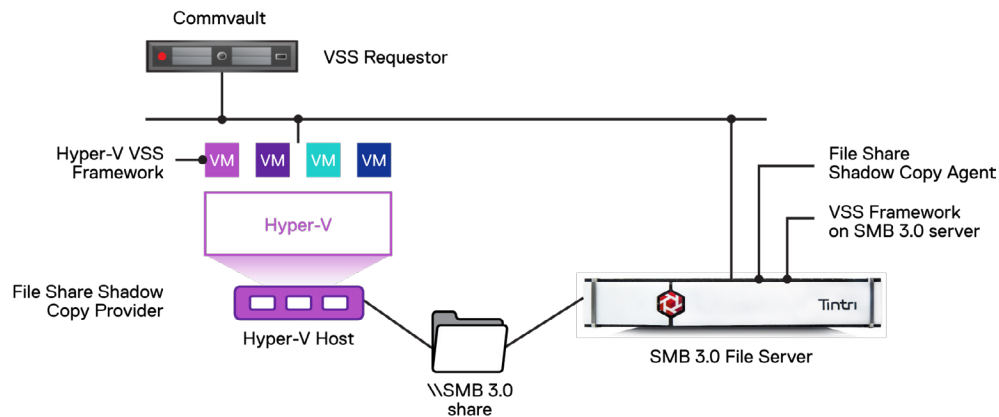 Commvault
VSS Requestor
Hyper-V VSS
Framework
VM VM VM VM
File Share
Shadow Copy Agent
VSS Framework
on SMB 3.0 server
Hyper-V
File Share Shadow
Copy Provider
Hyper-V Host
Tintri
SMB 3.0 File Server
\\SMB 3.0
share